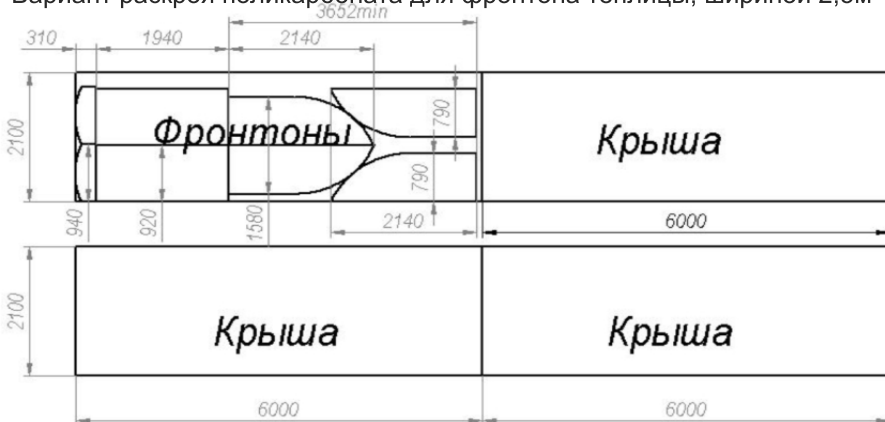 Вариант раскроя поликарбоната для фронтона теплицы, шириной 2,5м
3652min
310
1940
2140
2100
Фронтоны
790
Крыша
790
940
920
1580
2140
6000
2100
Крыша
Крыша
6000
6000